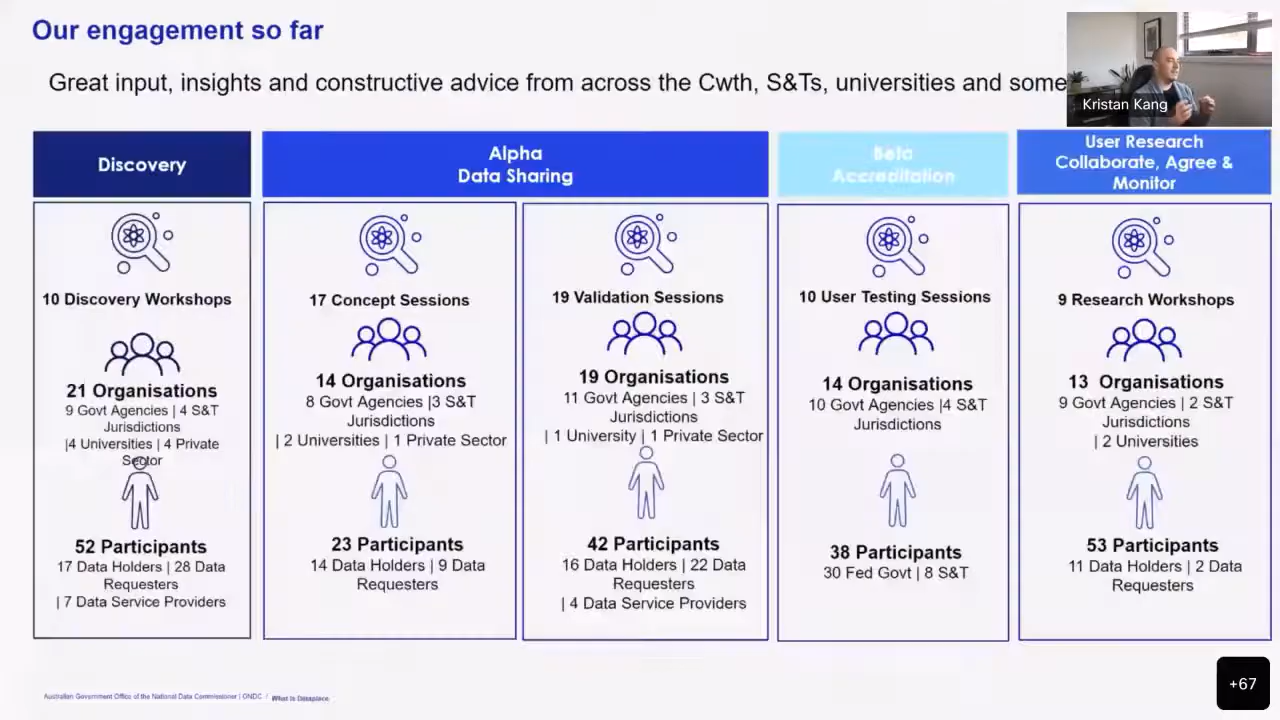 Our engagement so far
Great input, insights and constructive advice from across the Cwth, S&Ts, universities and some
Kristan Kang
Discovery
Alpha
Data Sharing
Beta
Accreditation
User Research
Collaborate, Agree &
Monitor
10 Discovery Workshops
21 Organisations
9 Govt Agencies | 4 S&T
Jurisdictions
|4 Universities | 4 Private
Sector
52 Participants
17 Data Holders | 28 Data
Requesters
| 7 Data Service Providers
17 Concept Sessions
14 Organisations
8 Govt Agencies |3 S&T
Jurisdictions
| 2 Universities | 1 Private Sector
23 Participants
14 Data Holders | 9 Data
Requesters
19 Validation Sessions
19 Organisations
11 Govt Agencies | 3 S&T
Jurisdictions
| 1 University | 1 Private Sector
42 Participants
16 Data Holders | 22 Data
Requesters
| 4 Data Service Providers
10 User Testing Sessions
14 Organisations
10 Govt Agencies |4 S&T
Jurisdictions
38 Participants
30 Fed Govt | 8 S&T
9 Research Workshops
13 Organisations
9 Govt Agencies | 2 S&T
Jurisdictions
| 2 Universities
53 Participants
11 Data Holders | 2 Data
Requesters
Australian Government Office of the National Data Commissioner | ONDC / What is Dataplace
+67